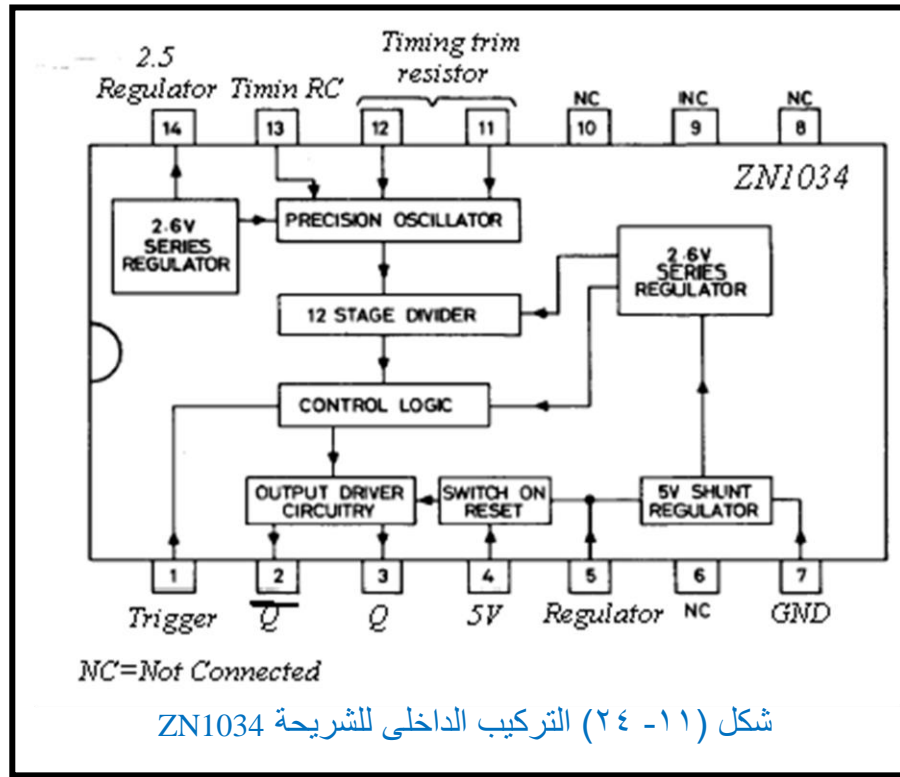 Timing trim
resistor
2.5
Regulator
Timin RC
NC
INC
NC
14
13
12
11
10
9
8
ZN1034
2.6V
SERIES
REGULATOR
PRECISION OSCILLATOR
2.6V
SERIES
REGULATOR
12 STAGE DIVIDER
CONTROL LOGIC
OUTPUT DRIVER
CIRCUITRY
SWITCH ON
RESET
5V SHUNT
REGULATOR
1
2
3
4
5
6
7
Trigger
Q̅
Q
5V
Regulator
NC
GND
NC=Not Connected
شكل (١١- ٢٤) التركيب الداخلى للشريحة ZN1034